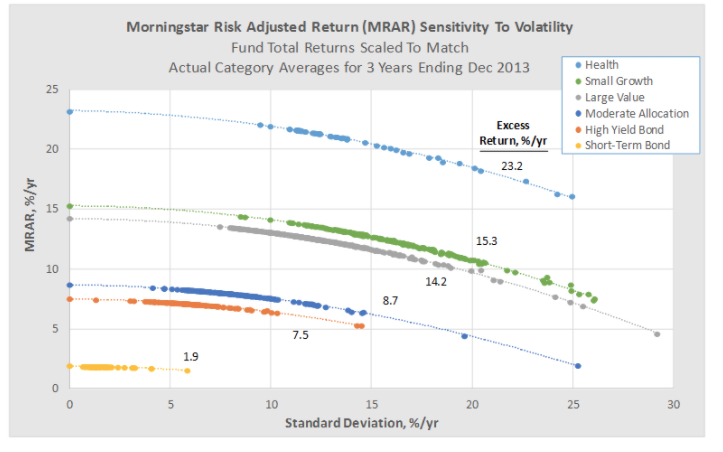 Morningstar Risk Adjusted Return (MRAR) Sensitivity To Volatility
Fund Total Returns Scaled To Match
Actual Category Averages for 3 Years Ending Dec 2013
Health
Small Growth
Large Value
Moderate Allocation
High Yield Bond
Short-Term Bond
Excess
Return, %/yr
23.2
15.3
14.2
8.7
7.5
1.9
MRAR, %/yr
25
20
15
10
5
0
0 5 10 15 20 25 30
Standard Deviation, %/yr